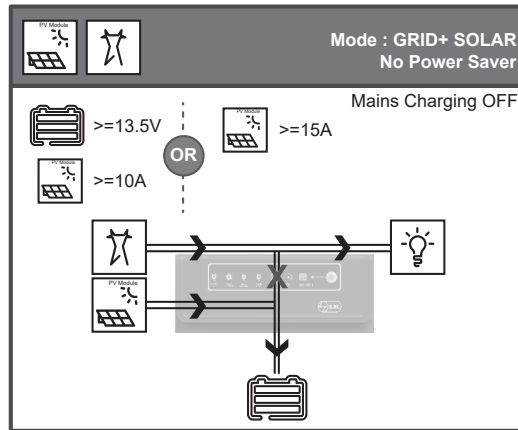 PV Module
Mode : GRID+ SOLAR
No Power Saver
Mains Charging OFF
>=13.5V
OR
PV Module
>=15A
PV Module
>=10A
PV Module